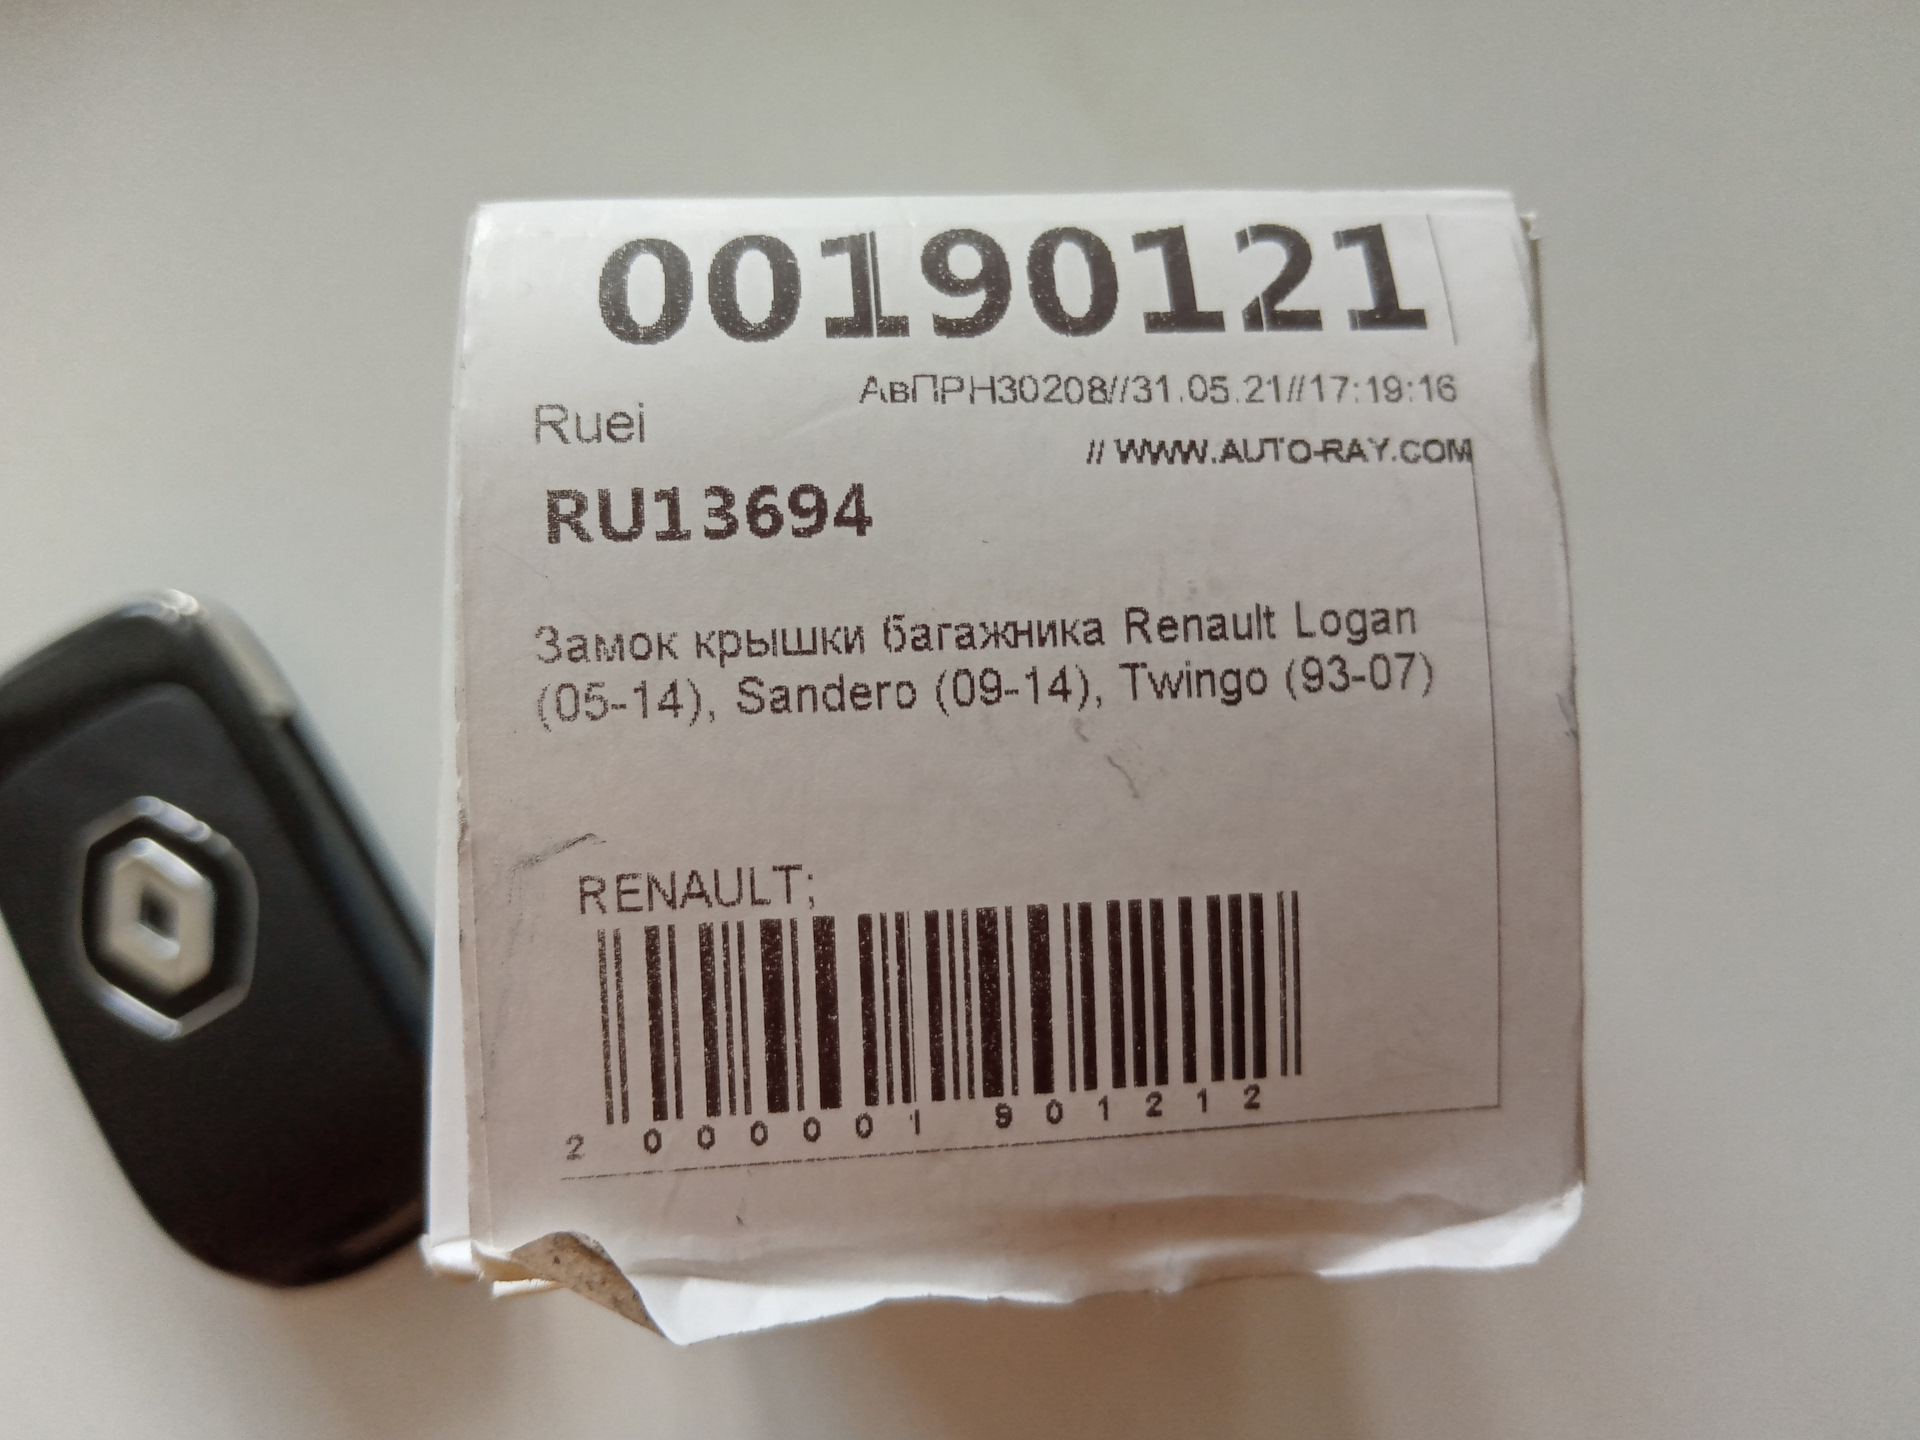 00190121
АвПРН30208//31.05.21//17:19:16
Ruei
// WWW.AUTO-RAY.COM
RU13694
Замок крышки багажника Renault Logan
(05-14), Sandero (09-14), Twingo (93-07)
RENAULT;
2 000001 901212